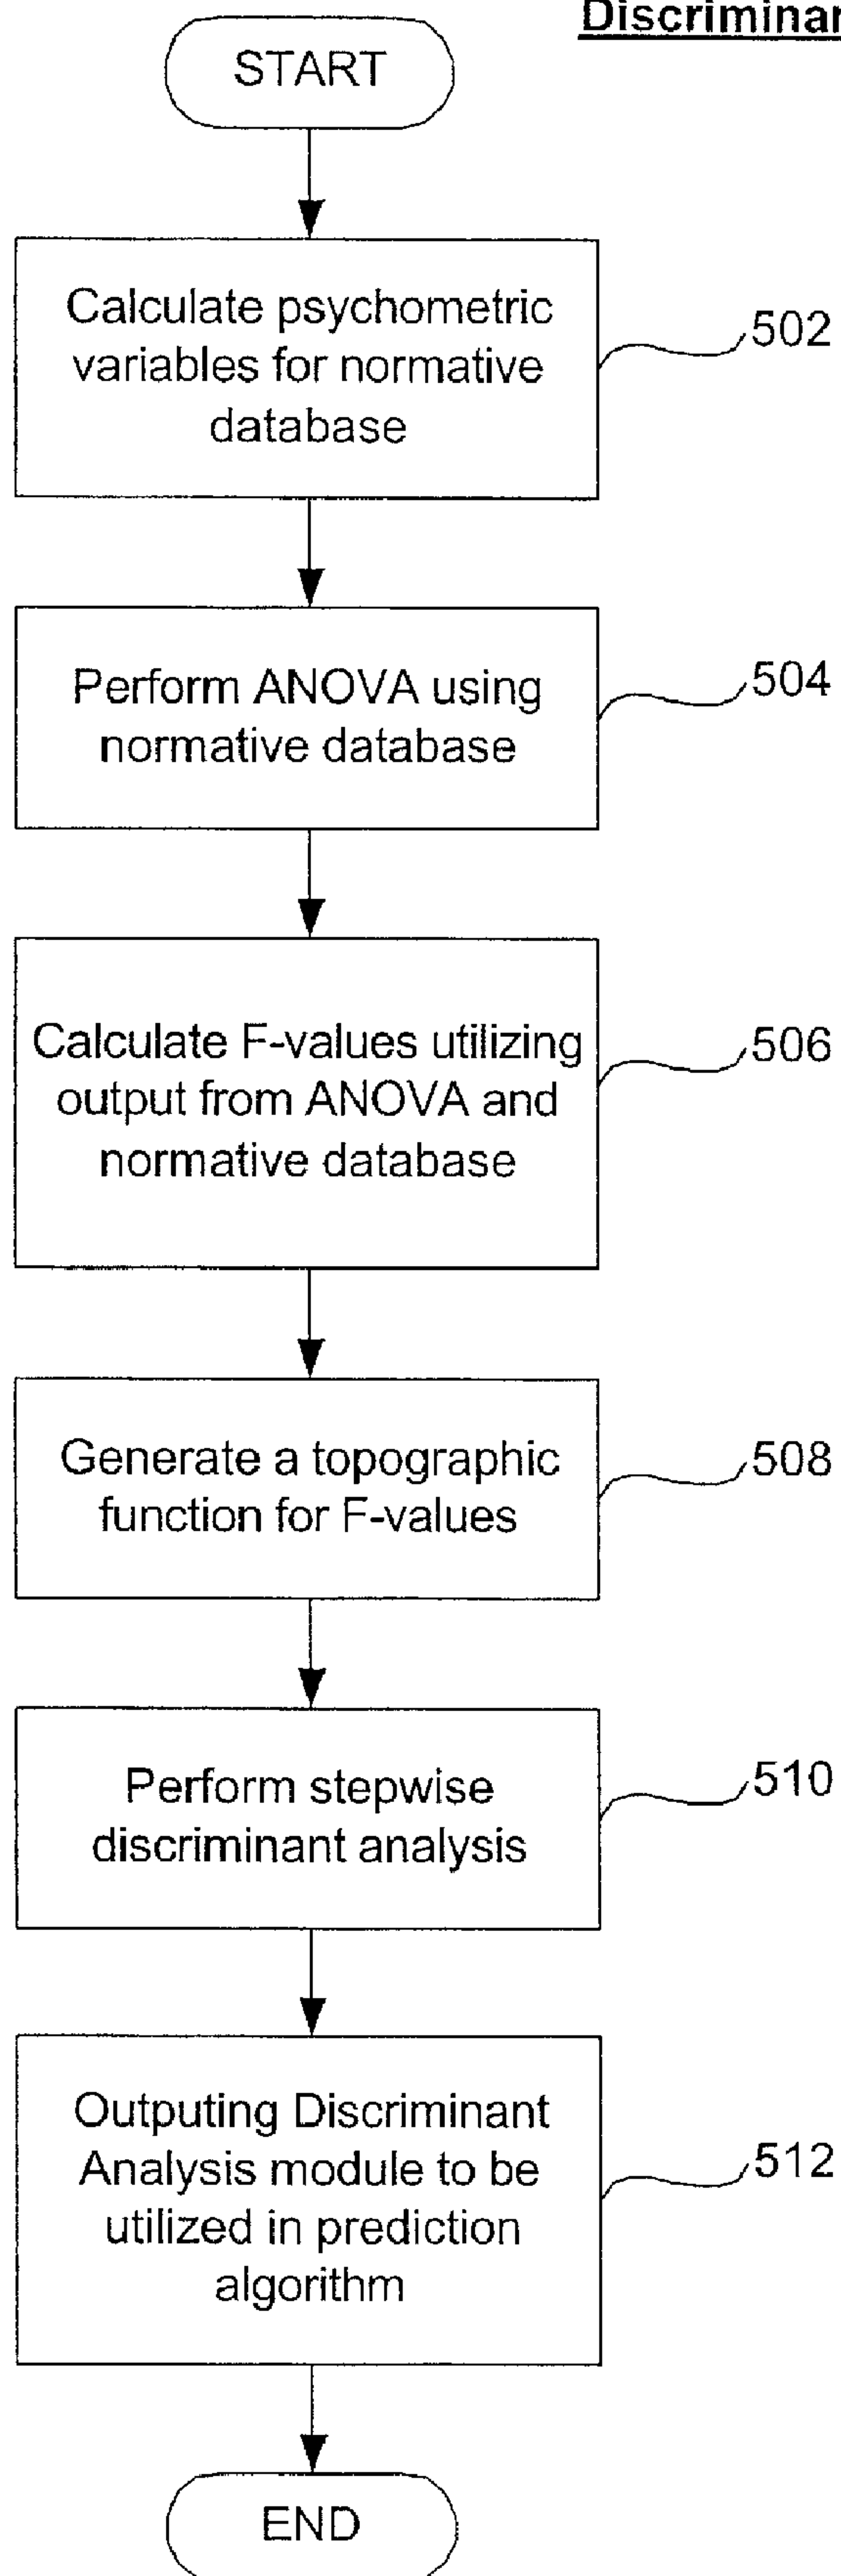 START
Calculate psychometric
variables for normative
database
502
Perform ANOVA using
normative database
504
Calculate F-values utilizing
output from ANOVA and
normative database
506
Generate a topographic
function for F-values
508
Perform stepwise
discriminant analysis
510
Outputing Discriminant
Analysis module to be
utilized in prediction
algorithm
512
END